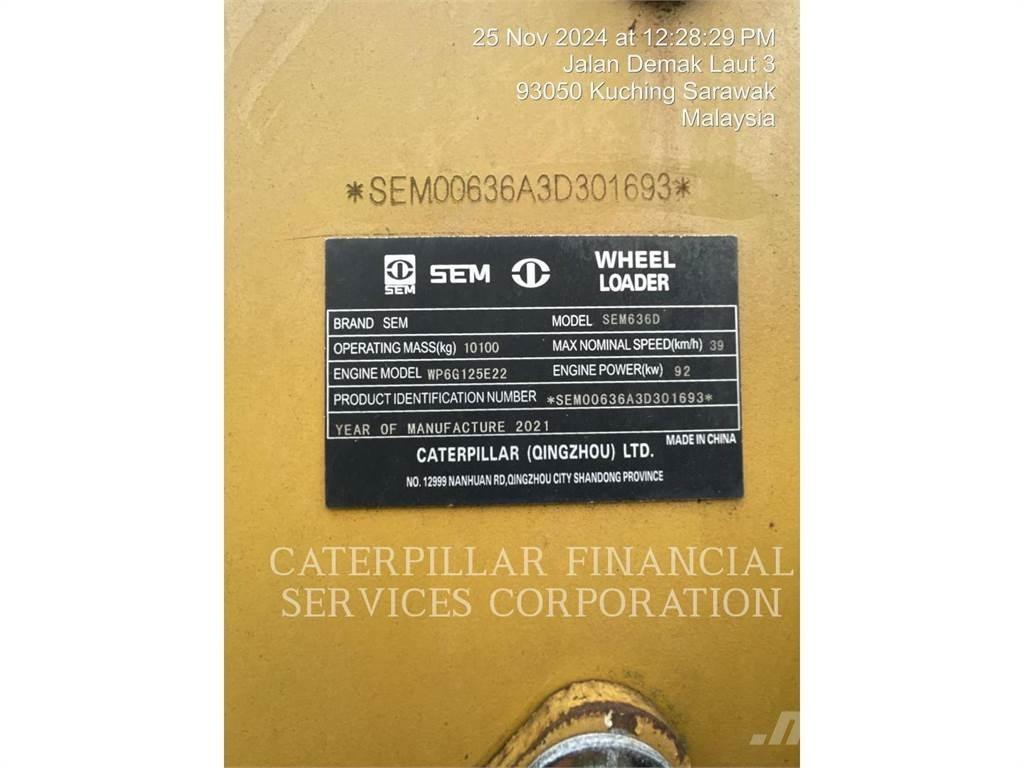 25 Nov 2024 at 12:28:29 PM
Jalan Demak Laut 3
93050 Kuching Sarawak
Malaysia
*SEM00636A3D301693*
SEM SEM WHEEL LOADER
BRAND SEM MODEL SEM636D
OPERATING MASS(kg) 10100 MAX NOMINAL SPEED(km/h) 39
ENGINE MODEL WP6G125E22 ENGINE POWER(kw) 92
PRODUCT IDENTIFICATION NUMBER *SEM00636A3D301693*
YEAR OF MANUFACTURE 2021
MADE IN CHINA
CATERPILLAR (QINGZHOU) LTD.
NO. 12999 NANHUAN RD,QINGZHOU CITY SHANDONG PROVINCE
CATERPILLAR FINANCIAL
SERVICES CORPORATION